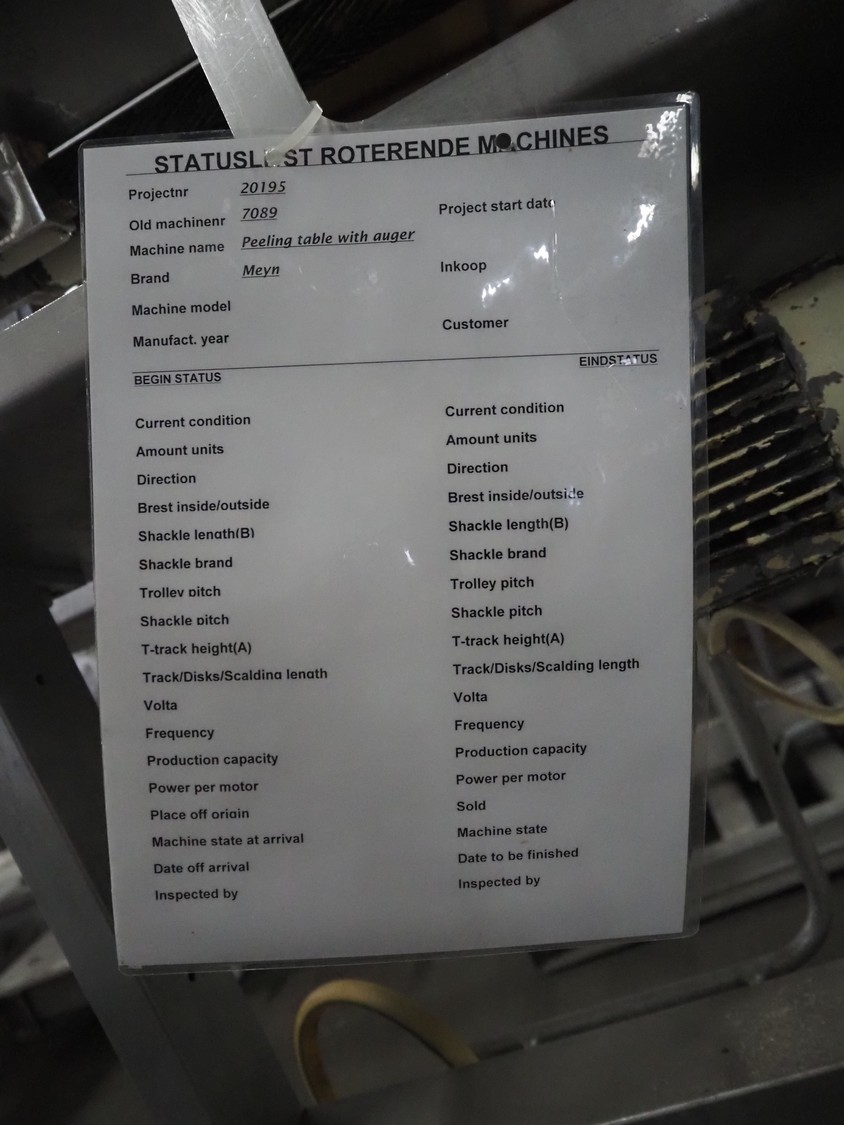 STATUSLIJST ROTERENDE MACHINES
Projectnr 20195
Old machinenr 7089 Project start date
Machine name Peeling table with auger
Brand Meyn Inkoop
Machine model
Manufact. year Customer
BEGIN STATUS EINDSTATUS
Current condition Current condition
Amount units Amount units
Direction Direction
Brest inside/outside Brest inside/outside
Shackle length(B) Shackle length(B)
Shackle brand Shackle brand
Trolley pitch Trolley pitch
Shackle pitch Shackle pitch
T-track height(A) T-track height(A)
Track/Disks/Scalding length Track/Disks/Scalding length
Volta Volta
Frequency Frequency
Production capacity Production capacity
Power per motor Power per motor
Place off origin Sold
Machine state at arrival Machine state
Date off arrival Date to be finished
Inspected by Inspected by